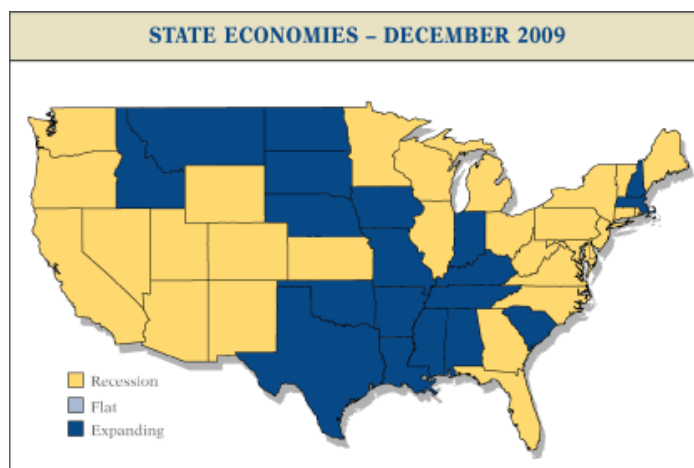 STATE ECONOMIES – DECEMBER 2009
Recession
Flat
Expanding